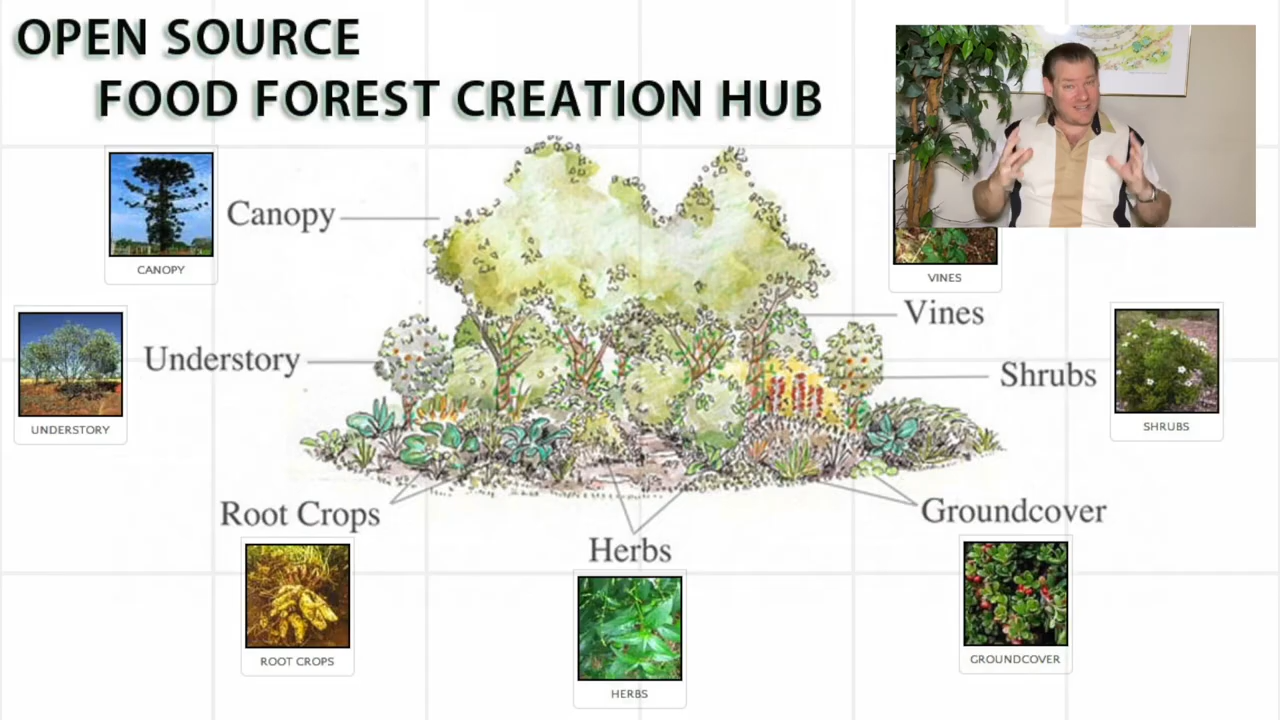 OPEN SOURCE
FOOD FOREST CREATION HUB
CANOPY
Canopy
VINES
Vines
UNDERSTORY
Understory
Shrubs
SHRUBS
Root Crops
ROOT CROPS
Herbs
HERBS
Groundcover
GROUNDCOVER